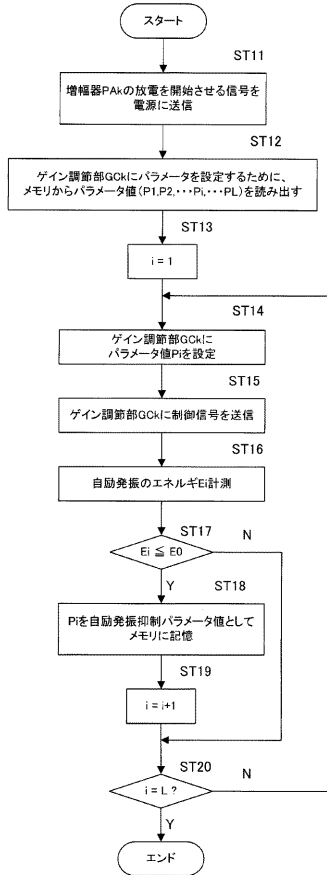 スタート
ST11
増幅器PAkの放電を開始させる信号を
電源に送信
ST12
ゲイン調節部GCkにパラメータを設定するために、
メモリからパラメータ値(P1,P2,・・・Pi,・・・PL)を読み出す
ST13
i = 1
ST14
ゲイン調節部GCkに
パラメータ値Piを設定
ST15
ゲイン調節部GCkに制御信号を送信
ST16
自励発振のエネルギEi計測
ST17
N
Ei ≦ E0
Y
ST18
Piを自励発振抑制パラメータ値として
メモリに記憶
ST19
i = i+1
ST20
N
i = L ?
Y
エンド